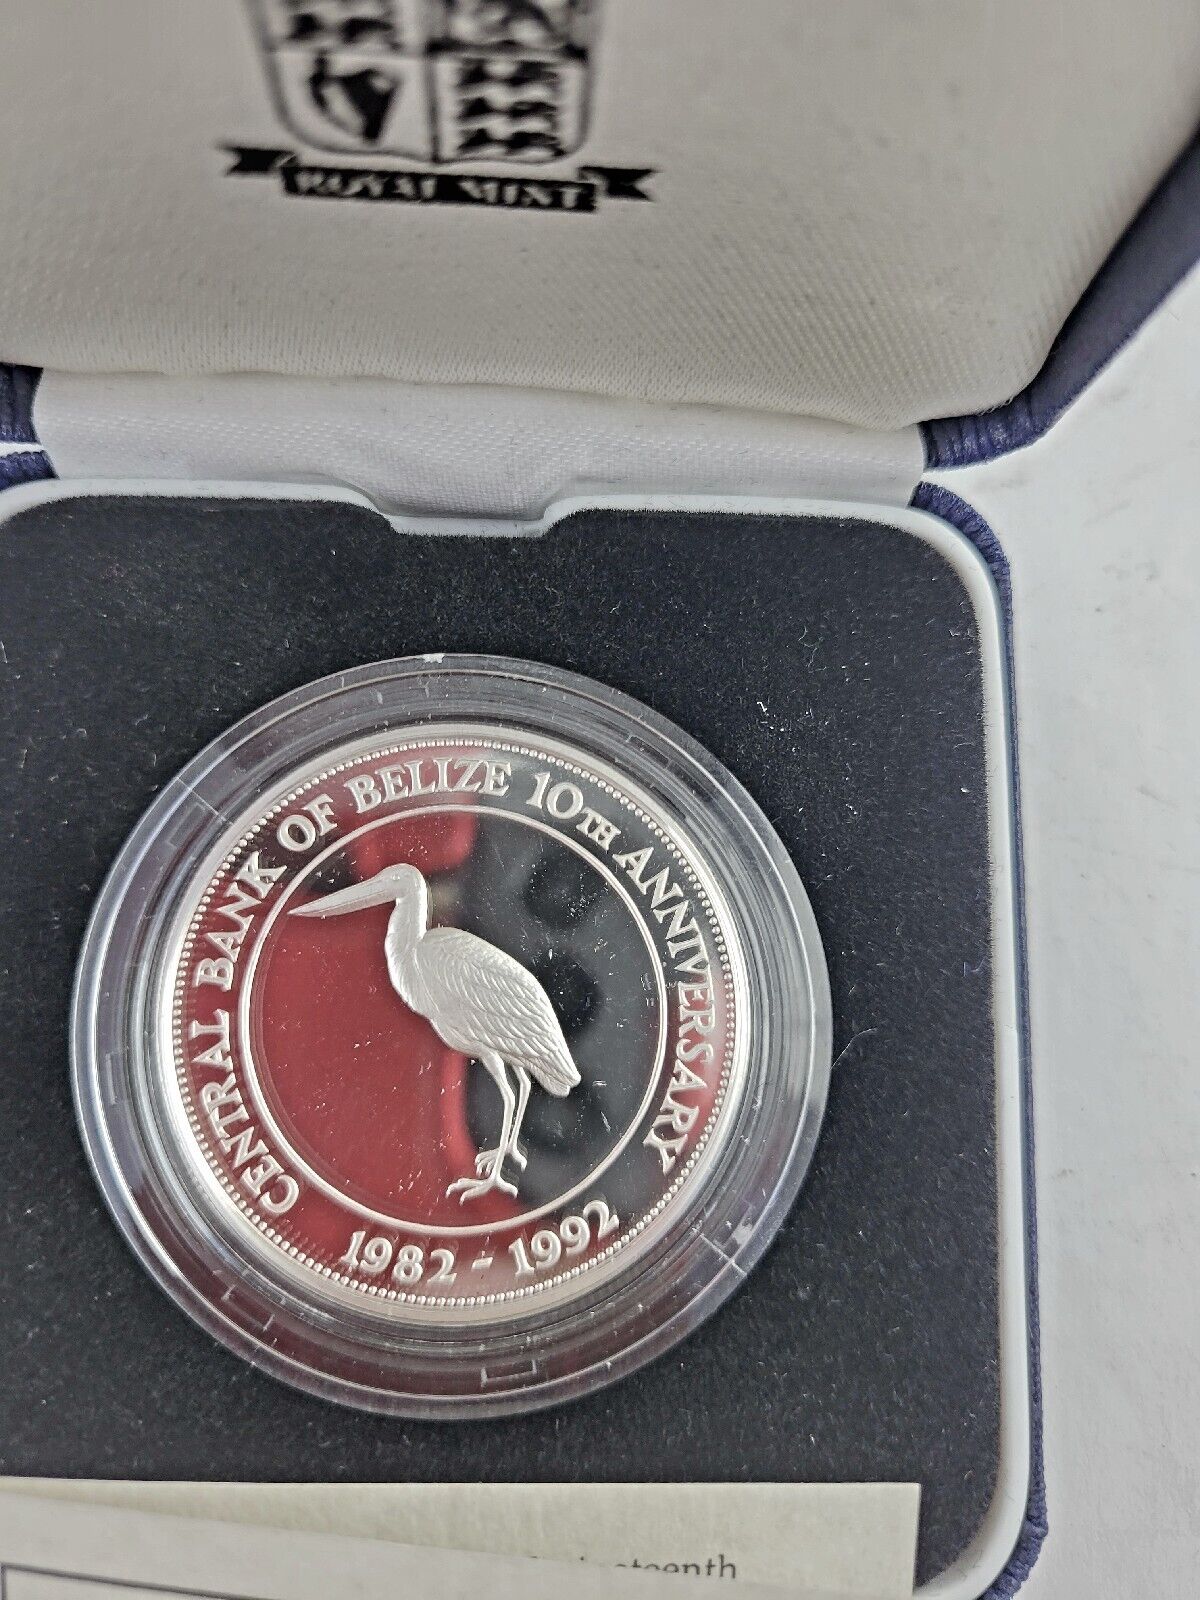 ROYAL MINT
CENTRAL BANK OF BELIZE 10TH ANNIVERSARY
1982 - 1992